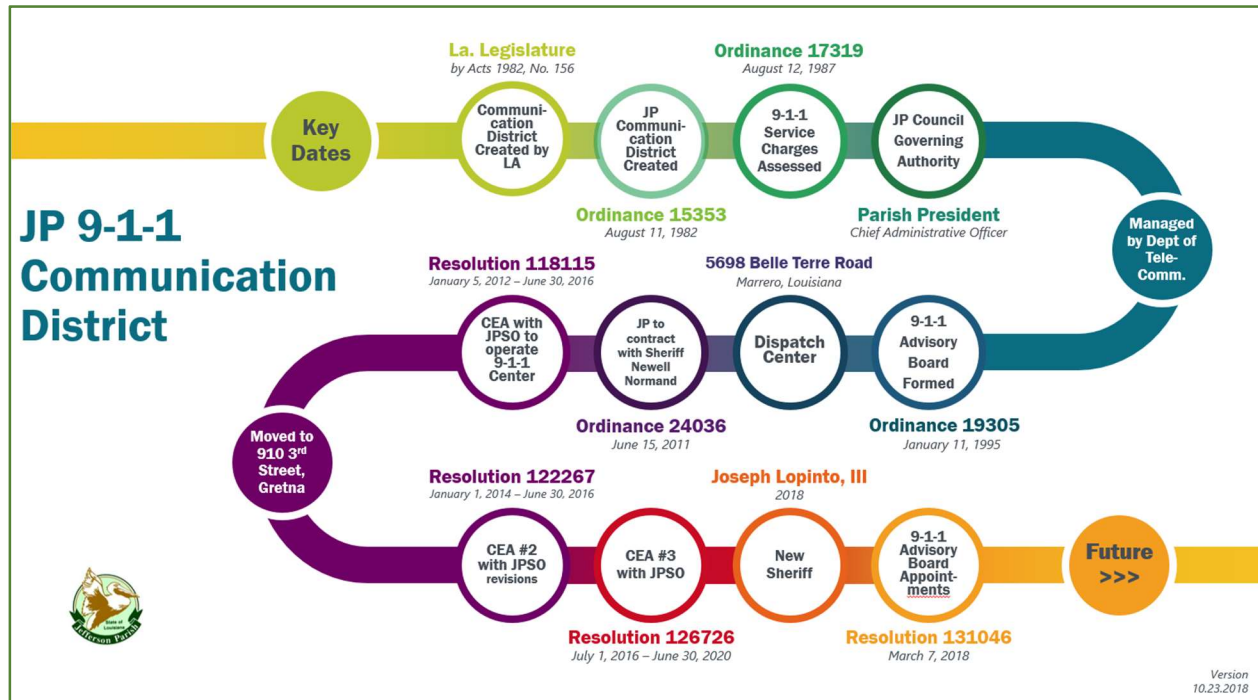 La. Legislature
by Acts 1982, No. 156
Ordinance 17319
August 12, 1987
Key
Dates
Communi-
cation
District
Created by
LA
JP
Communi-
cation
District
Created
9-1-1
Service
Charges
Assessed
JP Council
Governing
Authority
Ordinance 15353
August 11, 1982
Parish President
Chief Administrative Officer
Managed
by Dept of
Tele-
Comm.
JP 9-1-1
Communication
District
Resolution 118115
January 5, 2012 – June 30, 2016
5698 Belle Terre Road
Marrero, Louisiana
CEA with
JPSO to
operate
9-1-1
Center
JP to
contract
with Sheriff
Newell
Normand
Dispatch
Center
9-1-1
Advisory
Board
Formed
Ordinance 24036
June 15, 2011
Ordinance 19305
January 11, 1995
Moved to
910 3rd
Street,
Gretna
Resolution 122267
January 1, 2014 – June 30, 2016
Joseph Lopinto, III
2018
CEA #2
with JPSO
revisions
CEA #3
with JPSO
New
Sheriff
9-1-1
Advisory
Board
Appoint-
ments
Future
>>>
Resolution 126726
July 1, 2016 – June 30, 2020
Resolution 131046
March 7, 2018
State of
Louisiana
Jefferson Parish
Version
10.23.2018